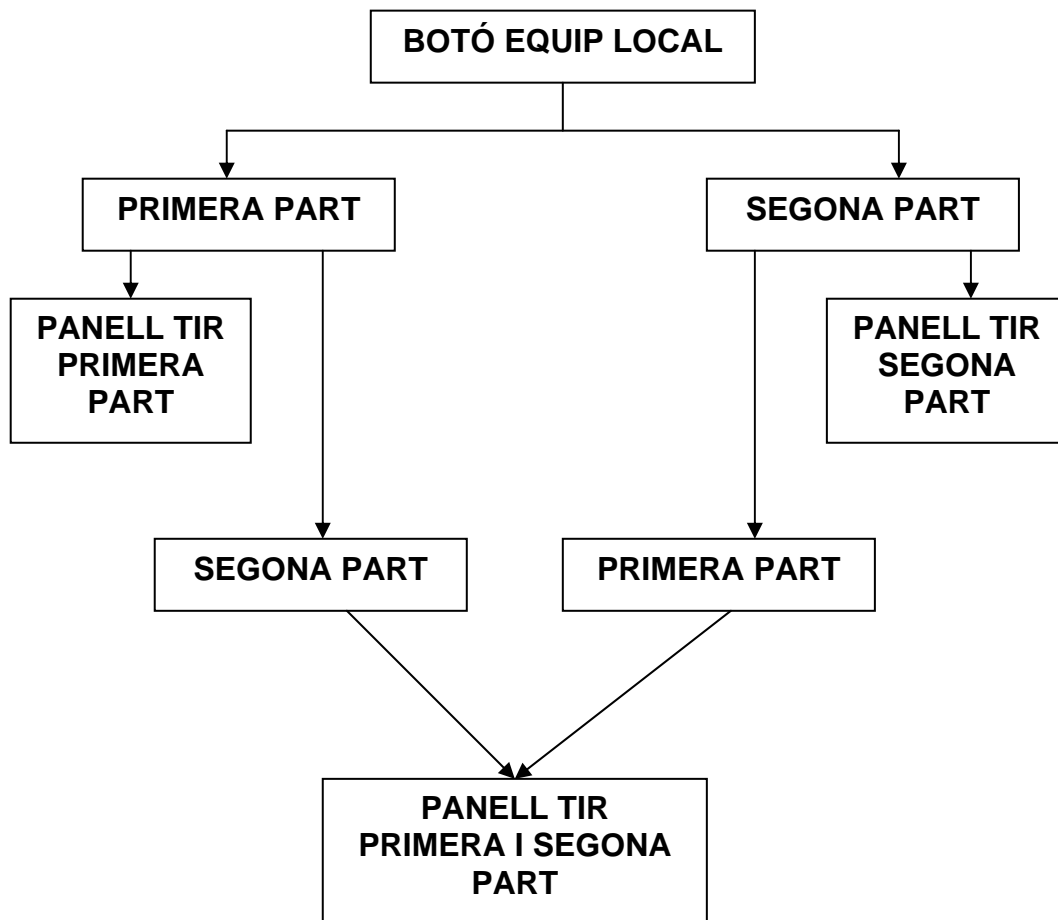 BOTÓ EQUIP LOCAL
PRIMERA PART
SEGONA PART
PANELL TIR
PRIMERA
PART
PANELL TIR
SEGONA
PART
SEGONA PART
PRIMERA PART
PANELL TIR
PRIMERA I SEGONA
PART